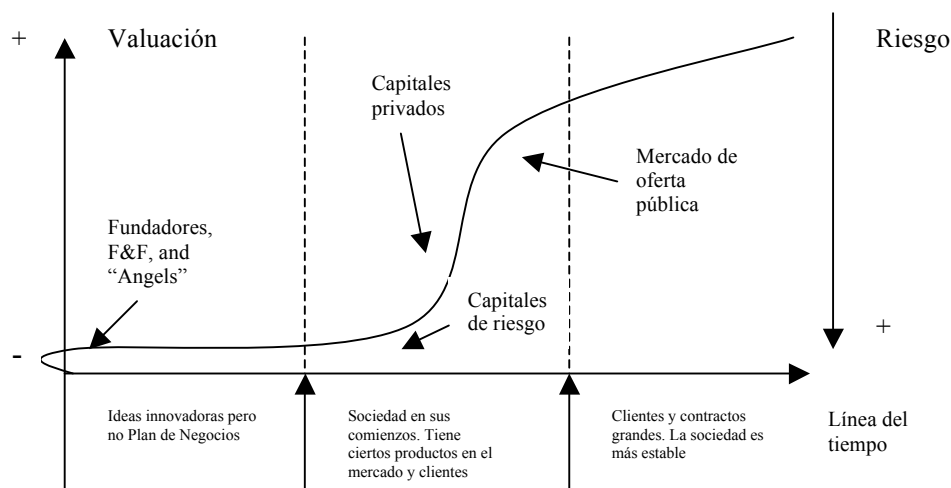 +
Valuación
Riesgo
Capitales
privados
Mercado de
oferta
pública
Fundadores,
F&F, and
“Angels”
Capitales
de riesgo
+
-
Ideas innovadoras pero
no Plan de Negocios
Sociedad en sus
comienzos. Tiene
ciertos productos en el
mercado y clientes
Clientes y contractos
grandes. La sociedad es
más estable
Línea del
tiempo